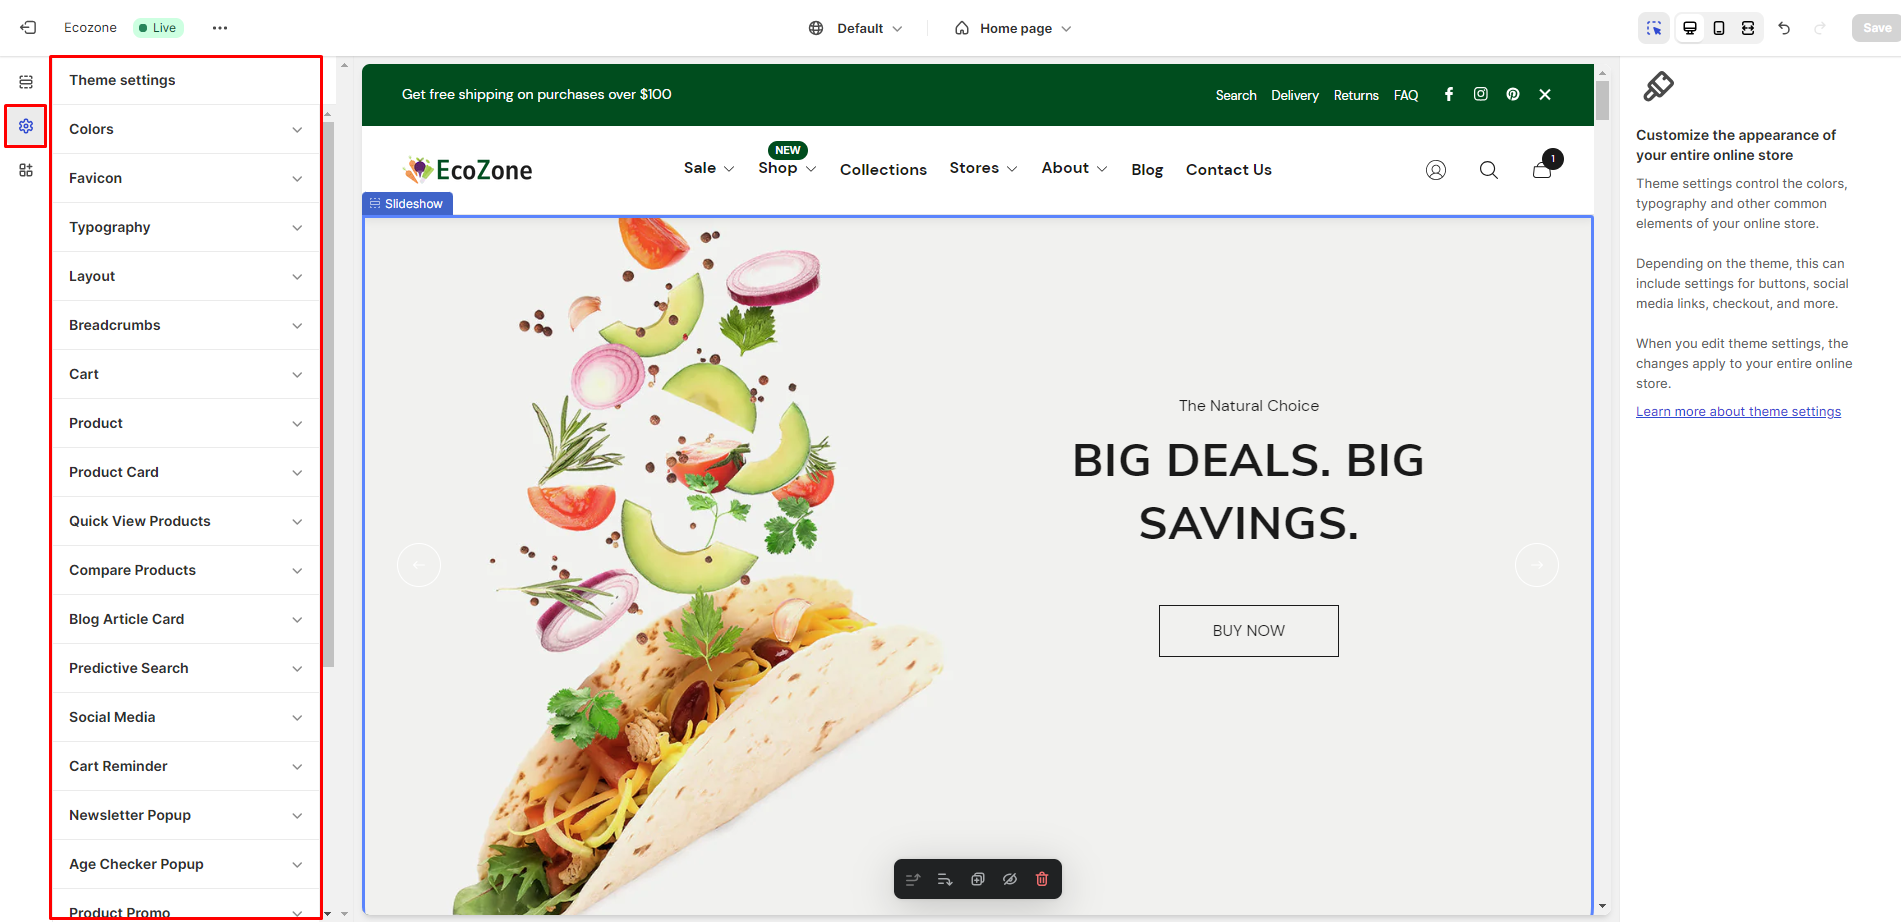 Ecozone
Live
Default
Home page
Save
Theme settings
Colors
Favicon
Typography
Layout
Breadcrumbs
Cart
Product
Product Card
Quick View Products
Compare Products
Blog Article Card
Predictive Search
Social Media
Cart Reminder
Newsletter Popup
Age Checker Popup
Product Promo
Get free shipping on purchases over $100
Search Delivery Returns FAQ
EcoZone
NEW
Sale Shop Collections Stores About Blog Contact Us
1
Slideshow
The Natural Choice
BIG DEALS. BIG
SAVINGS.
BUY NOW
Customize the appearance of
your entire online store
Theme settings control the colors,
typography and other common
elements of your online store.
Depending on the theme, this can
include settings for buttons, social
media links, checkout, and more.
When you edit theme settings, the
changes apply to your entire online
store.
Learn more about theme settings